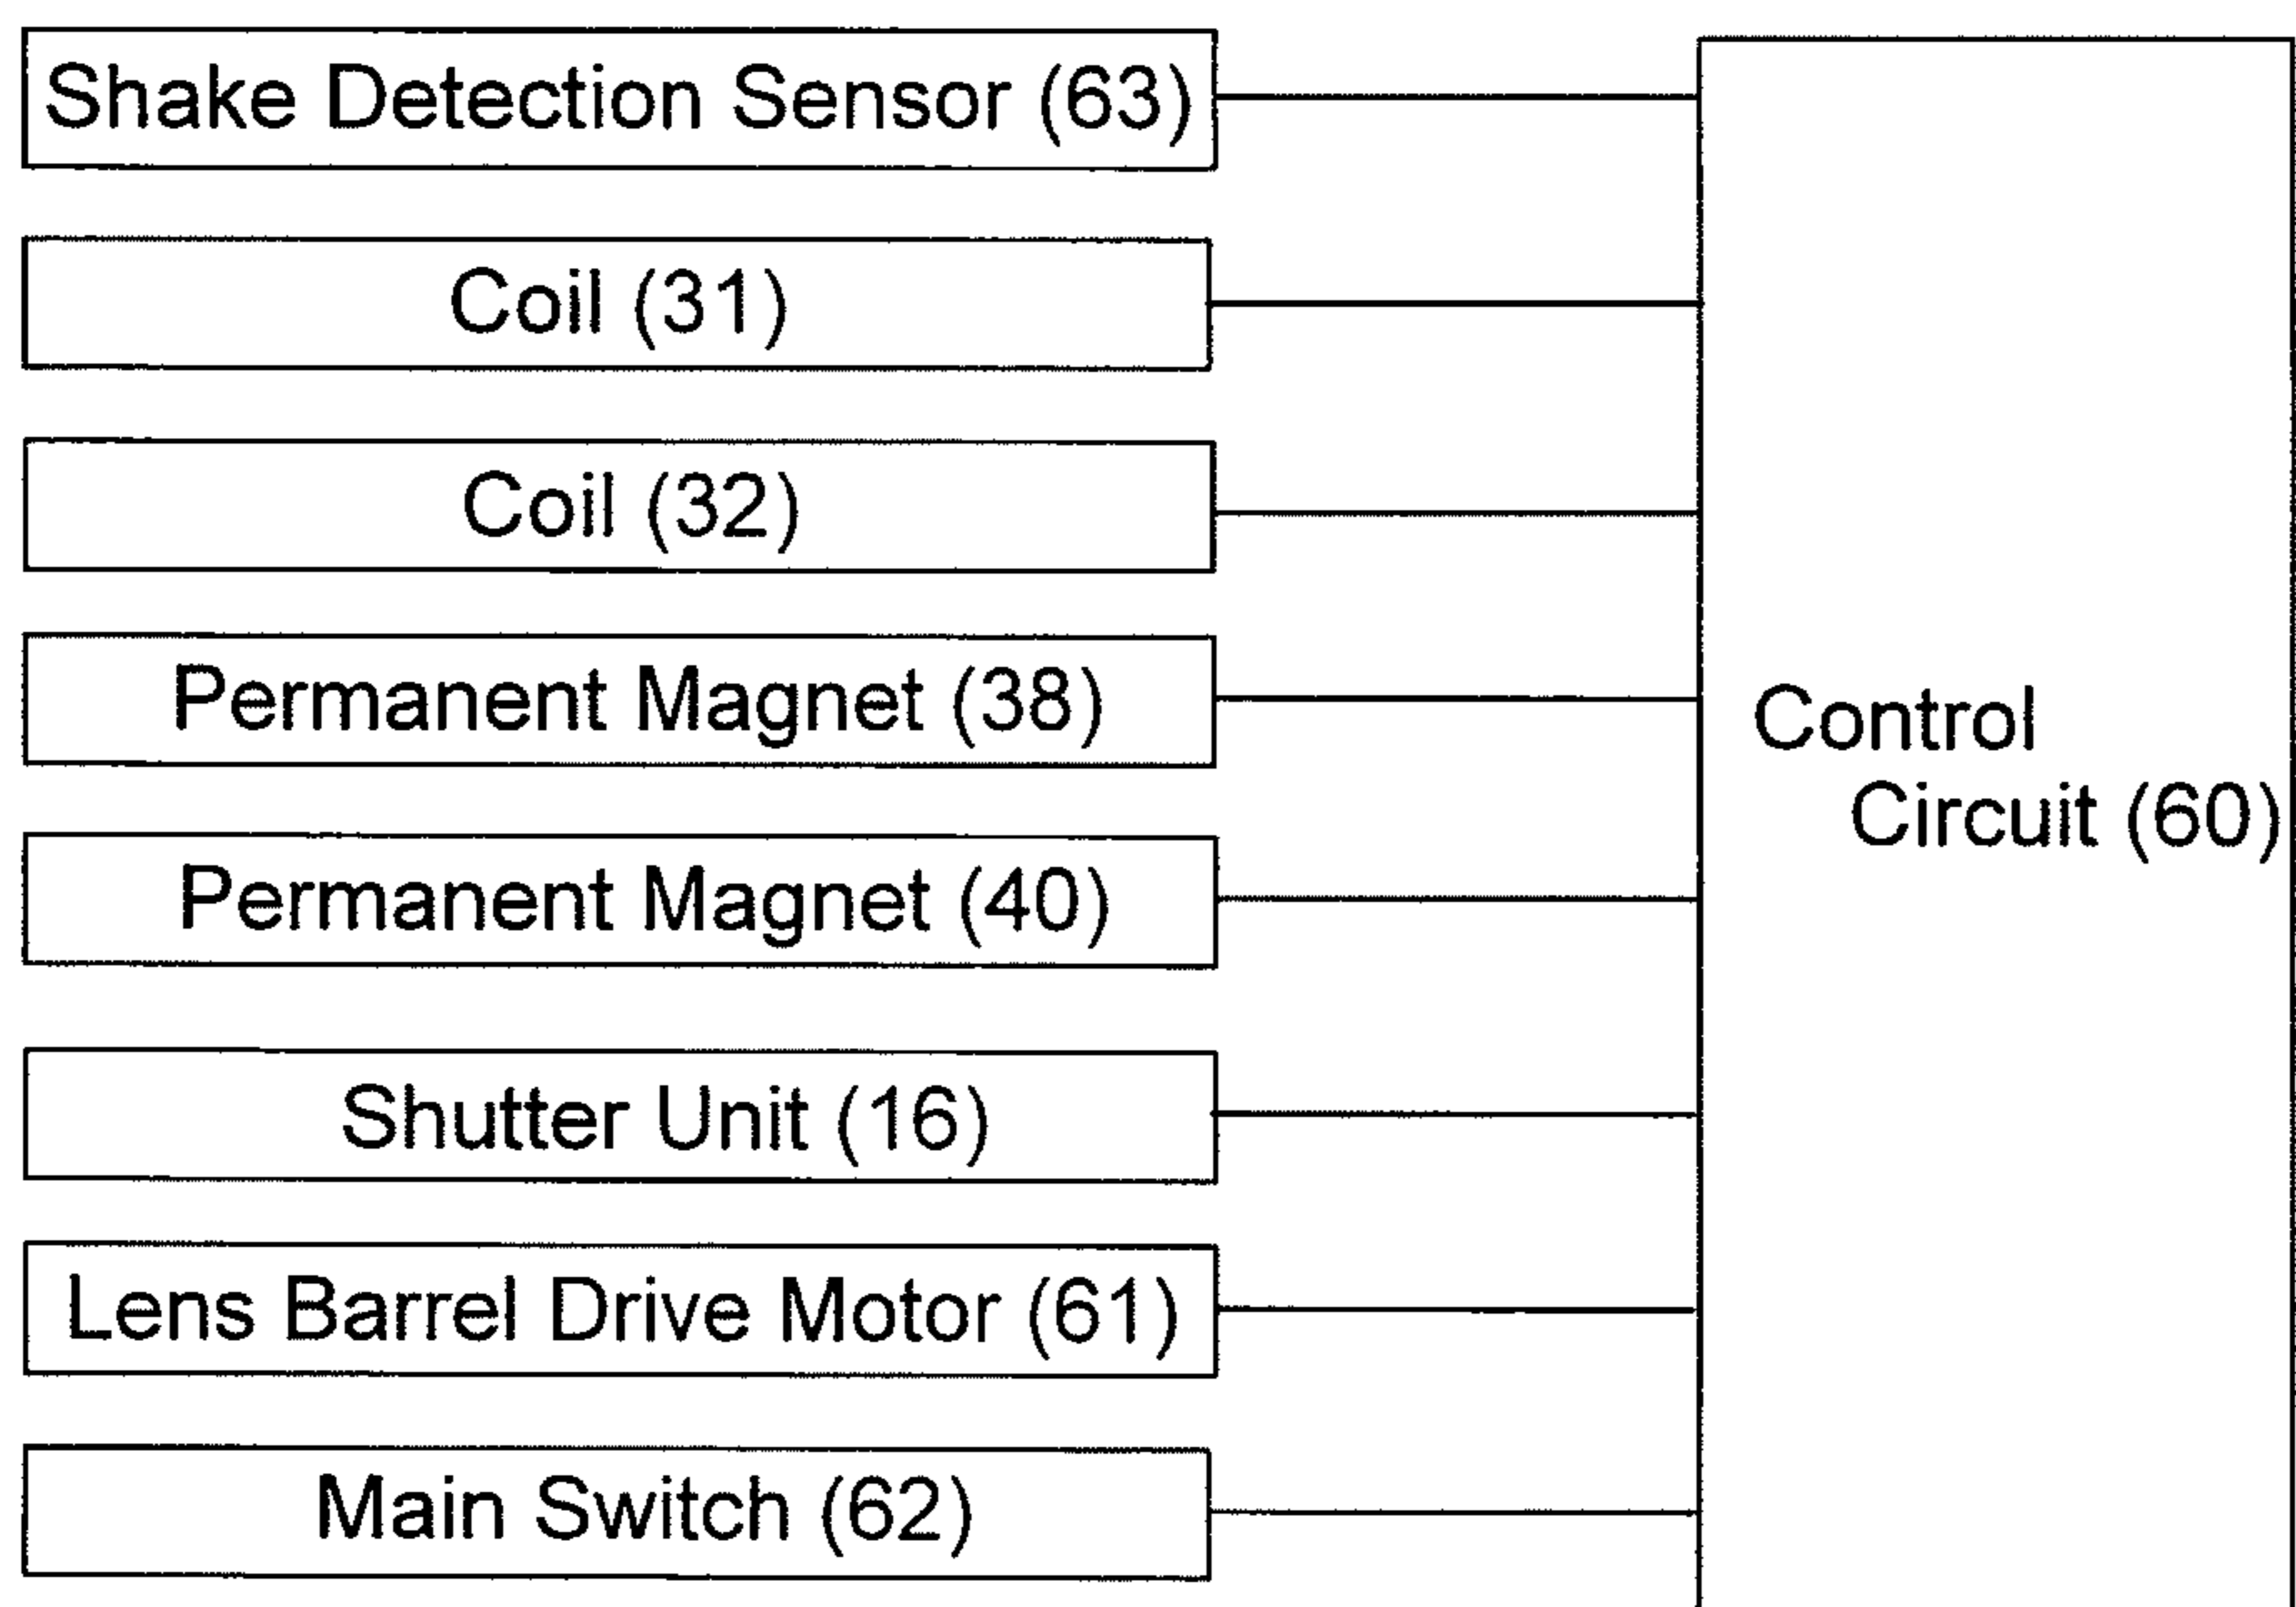 Shake Detection Sensor (63)
Coil (31)
Coil (32)
Permanent Magnet (38)
Permanent Magnet (40)
Shutter Unit (16)
Lens Barrel Drive Motor (61)
Main Switch (62)
Control
Circuit (60)